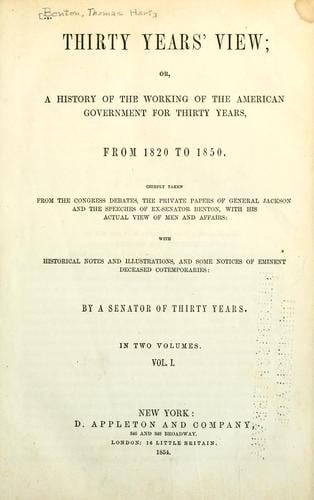 [Benton, Thomas Hart]
THIRTY YEARS' VIEW;
OR,
A HISTORY OF THE WORKING OF THE AMERICAN
GOVERNMENT FOR THIRTY YEARS,
FROM 1820 TO 1850.
CHIEFLY TAKEN
FROM THE CONGRESS DEBATES, THE PRIVATE PAPERS OF GENERAL JACKSON
AND THE SPEECHES OF EX-SENATOR BENTON, WITH HIS
ACTUAL VIEW OF MEN AND AFFAIRS:
WITH
HISTORICAL NOTES AND ILLUSTRATIONS, AND SOME NOTICES OF EMINENT
DECEASED COTEMPORARIES:
BY A SENATOR OF THIRTY YEARS.
IN TWO VOLUMES.
VOL. I.
NEW YORK:
D. APPLETON AND COMPANY,
346 AND 348 BROADWAY.
LONDON: 16 LITTLE BRITAIN.
1854.